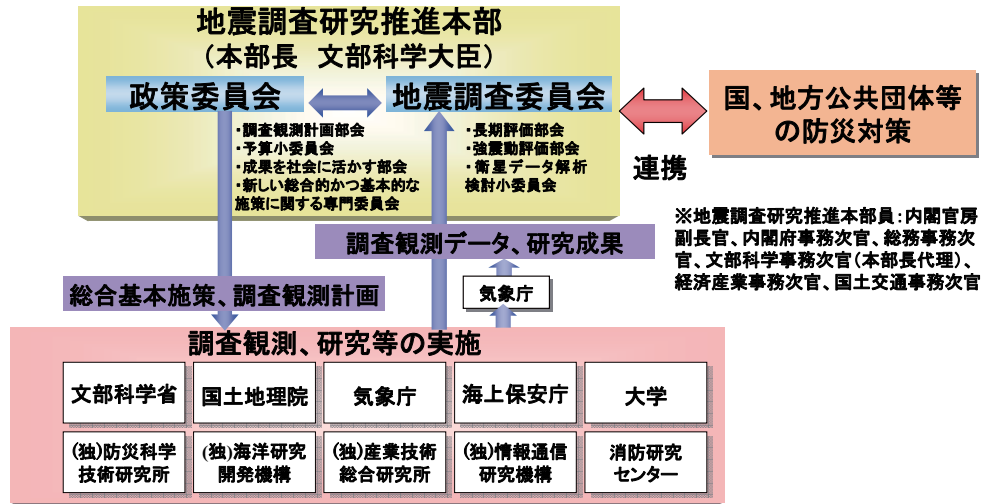 地震調査研究推進本部
（本部長　文部科学大臣）
政策委員会
地震調査委員会
・調査観測計画部会
・予算小委員会
・成果を社会に活かす部会
・新しい総合的かつ基本的な
施策に関する専門委員会
・長期評価部会
・強震動評価部会
・衛星データ解析
検討小委員会
国、地方公共団体等
の防災対策
連携
※地震調査研究推進本部員：内閣官房
副長官、内閣府事務次官、総務事務次
官、文部科学事務次官（本部長代理）、
経済産業事務次官、国土交通事務次官
調査観測データ、研究成果
総合基本施策、調査観測計画
気象庁
調査観測、研究等の実施
文部科学省
国土地理院
気象庁
海上保安庁
大学
(独)防災科学
技術研究所
(独)海洋研究
開発機構
(独)産業技術
総合研究所
(独)情報通信
研究機構
消防研究
センター